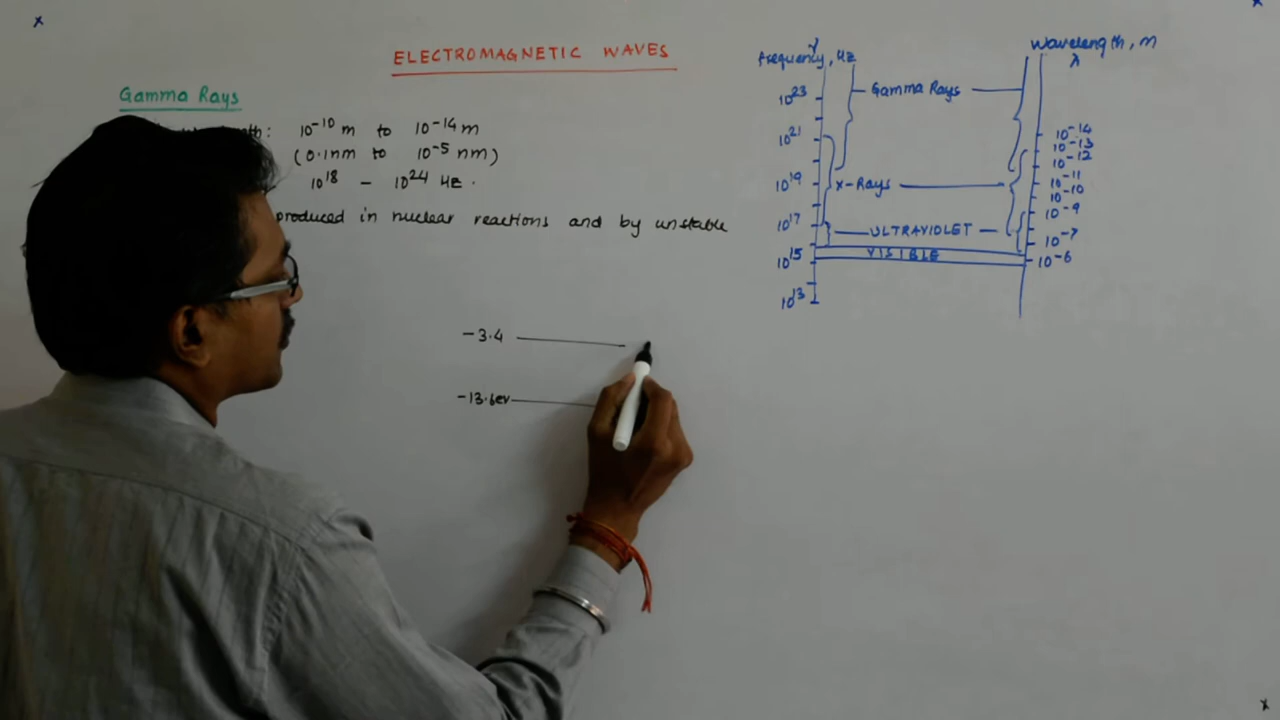 ELECTROMAGNETIC WAVES
Gamma Rays
10⁻¹⁰ m to 10⁻¹⁴ m
(0.1nm to 10⁻⁵ nm)
10¹⁸ - 10²⁴ Hz.
produced in nuclear reactions and by unstable
-3.4
-13.6ev
Frequency, Hz
ν
10²³
10²¹
10¹⁹
10¹⁷
10¹⁵
10¹³
Gamma Rays
X-Rays
ULTRAVIOLET
VISIBLE
Wavelength, m
λ
10⁻¹⁴
10⁻¹³
10⁻¹²
10⁻¹¹
10⁻¹⁰
10⁻⁹
10⁻⁷
10⁻⁶